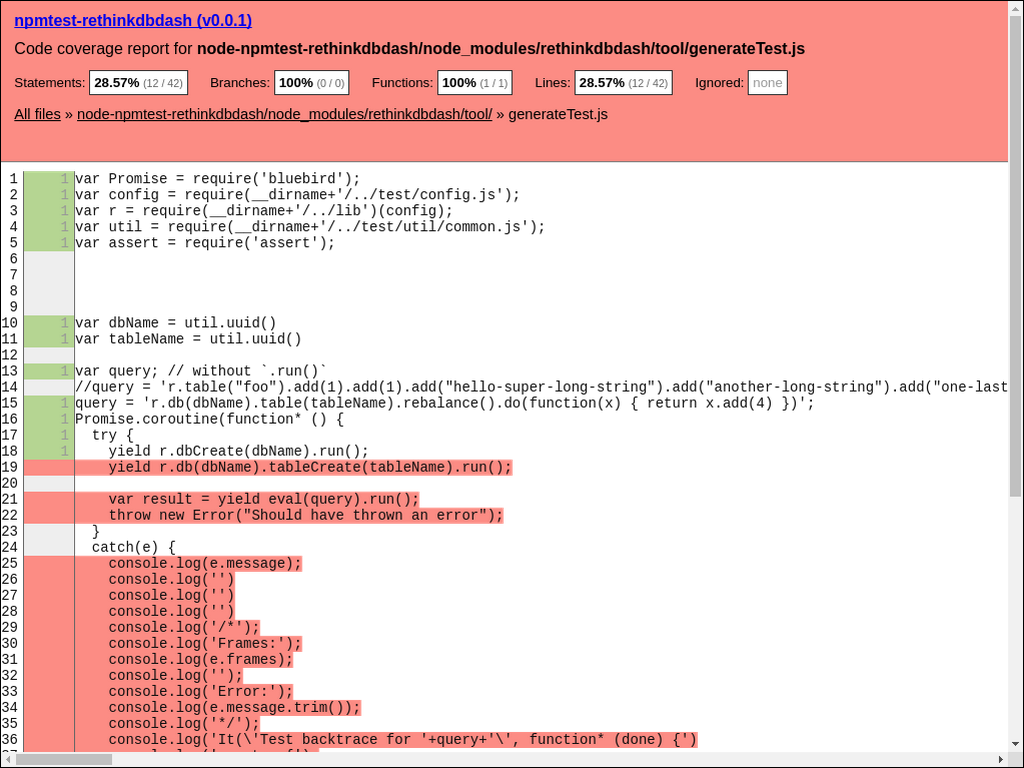 npmtest-rethinkdbdash (v0.0.1)
Code coverage report for node-npmtest-rethinkdbdash/node_modules/rethinkdbdash/tool/generateTest.js
Statements: 28.57% (12 / 42) Branches: 100% (0 / 0) Functions: 100% (1 / 1) Lines: 28.57% (12 / 42) Ignored: none
All files » node-npmtest-rethinkdbdash/node_modules/rethinkdbdash/tool/ » generateTest.js
1 1 var Promise = require('bluebird');
2 1 var config = require(__dirname+'/../test/config.js');
3 1 var r = require(__dirname+'/../lib')(config);
4 1 var util = require(__dirname+'/../test/util/common.js');
5 1 var assert = require('assert');
6
7
8
9
10 1 var dbName = util.uuid()
11 1 var tableName = util.uuid()
12
13 1 var query; // without `.run()`
14 //query = 'r.table("foo").add(1).add(1).add("hello-super-long-string").add("another-long-string").add("one-last
15 1 query = 'r.db(dbName).table(tableName).rebalance().do(function(x) { return x.add(4) })';
16 1 Promise.coroutine(function* () {
17 1 try {
18 1 yield r.dbCreate(dbName).run();
19 yield r.db(dbName).tableCreate(tableName).run();
20
21 var result = yield eval(query).run();
22 throw new Error("Should have thrown an error");
23 }
24 catch(e) {
25 console.log(e.message);
26 console.log('')
27 console.log('')
28 console.log('')
29 console.log('/*');
30 console.log('Frames:');
31 console.log(e.frames);
32 console.log('');
33 console.log('Error:');
34 console.log(e.message.trim());
35 console.log('*/');
36 console.log('It(\'Test backtrace for '+query+'\', function* (done) {')